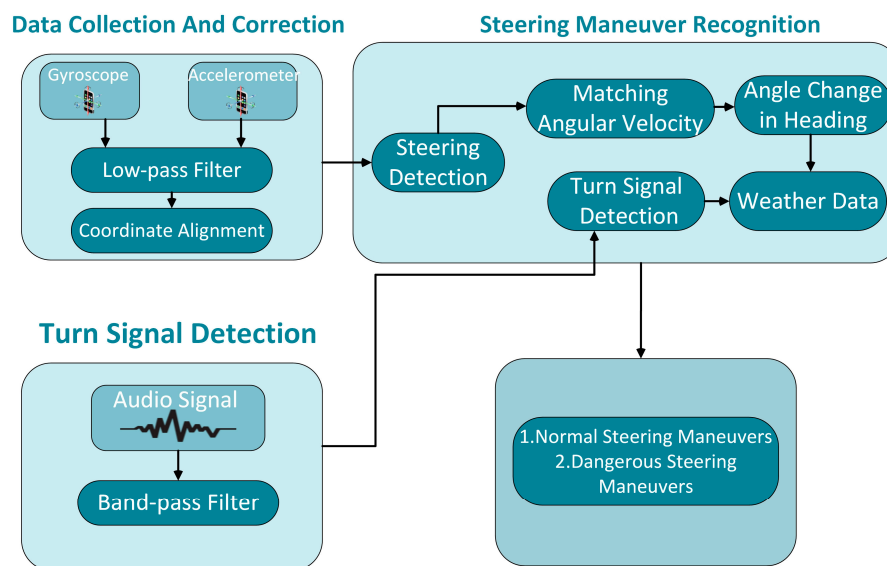 Data Collection And Correction
Gyroscope
Accelerometer
Low-pass Filter
Coordinate Alignment
Steering Maneuver Recognition
Steering
Detection
Matching
Angular Velocity
Angle Change
in Heading
Turn Signal
Detection
Weather Data
Turn Signal Detection
Audio Signal
Band-pass Filter
1.Normal Steering Maneuvers
2.Dangerous Steering
Maneuvers